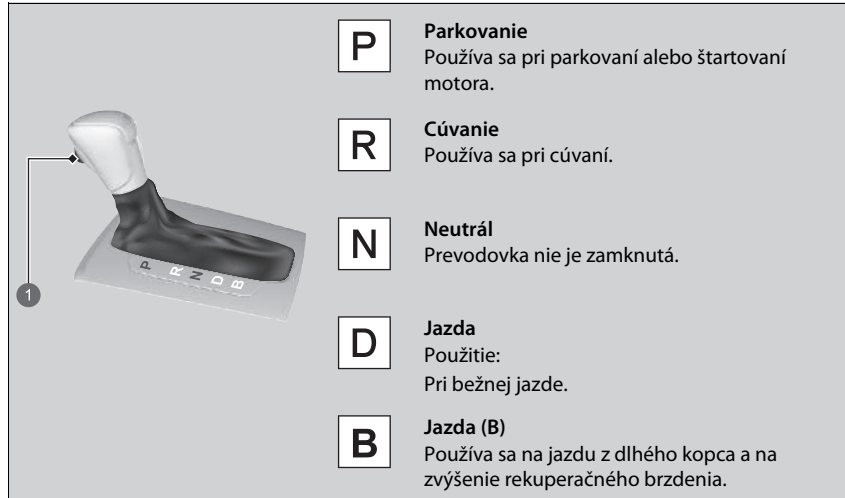 P
Parkovanie
Používa sa pri parkovaní alebo štartovaní
motora.
R
Cúvanie
Používa sa pri cúvaní.
N
Neutrál
Prevodovka nie je zamknutá.
D
Jazda
Použitie:
Pri bežnej jazde.
B
Jazda (B)
Používa sa na jazdu z dlhého kopca a na
zvýšenie rekuperačného brzdenia.
1
P R N D B